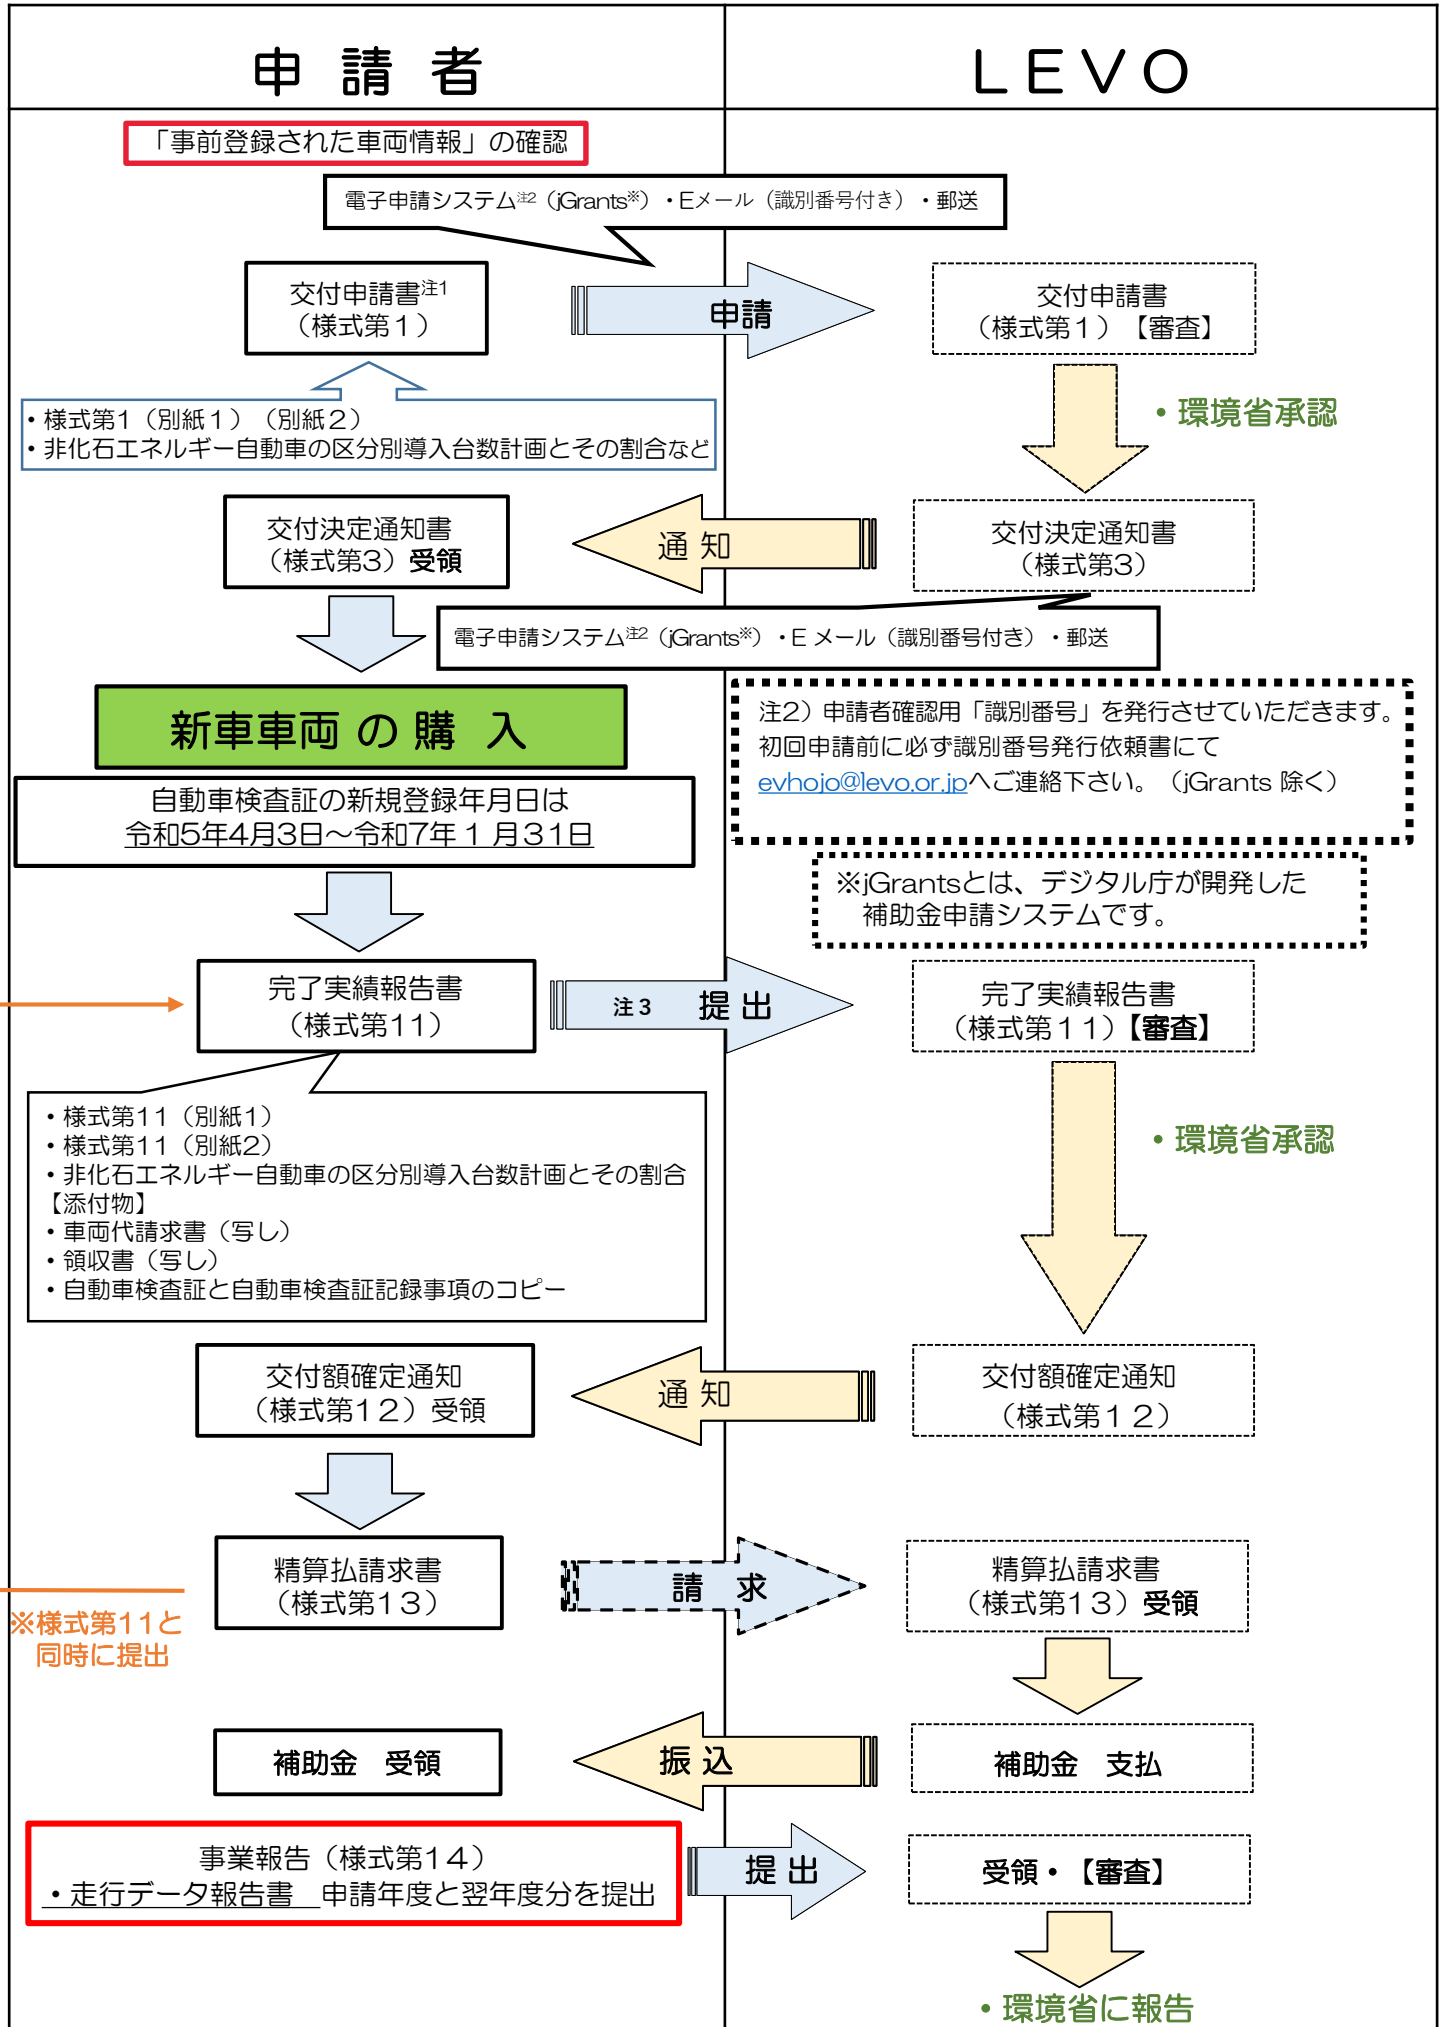 申請者
LEVO
「事前登録された車両情報」の確認
電子申請システム注2（jGrants※）・Eメール（識別番号付き）・郵送
交付申請書注1
（様式第１）
申請
交付申請書
（様式第１）【審査】
・環境省承認
・様式第1（別紙１）（別紙２）
・非化石エネルギー自動車の区分別導入台数計画とその割合など
交付決定通知書
（様式第3）受領
通 知
交付決定通知書
（様式第3）
電子申請システム注2（jGrants※）・E メール（識別番号付き）・郵送
新車車両 の 購 入
自動車検査証の新規登録年月日は
令和5年4月3日～令和7年１月31日
注2）申請者確認用「識別番号」を発行させていただきます。
初回申請前に必ず識別番号発行依頼書にて
evhojo@levo.or.jpへご連絡下さい。（jGrants 除く）
※jGrantsとは、デジタル庁が開発した
補助金申請システムです。
完了実績報告書
（様式第11）
注３ 提 出
完了実績報告書
（様式第１１）【審査】
・様式第11（別紙1）
・様式第11（別紙2）
・非化石エネルギー自動車の区分別導入台数計画とその割合
【添付物】
・車両代請求書（写し）
・領収書（写し）
・自動車検査証と自動車検査証記録事項のコピー
・環境省承認
交付額確定通知
（様式第１２）受領
通 知
交付額確定通知
（様式第１２）
精算払請求書
（様式第13）
請 求
精算払請求書
（様式第13）受領
※様式第11と
同時に提出
補助金 受領
振 込
補助金 支払
事業報告（様式第14）
・走行データ報告書 申請年度と翌年度分を提出
提 出
受領・【審査】
・環境省に報告